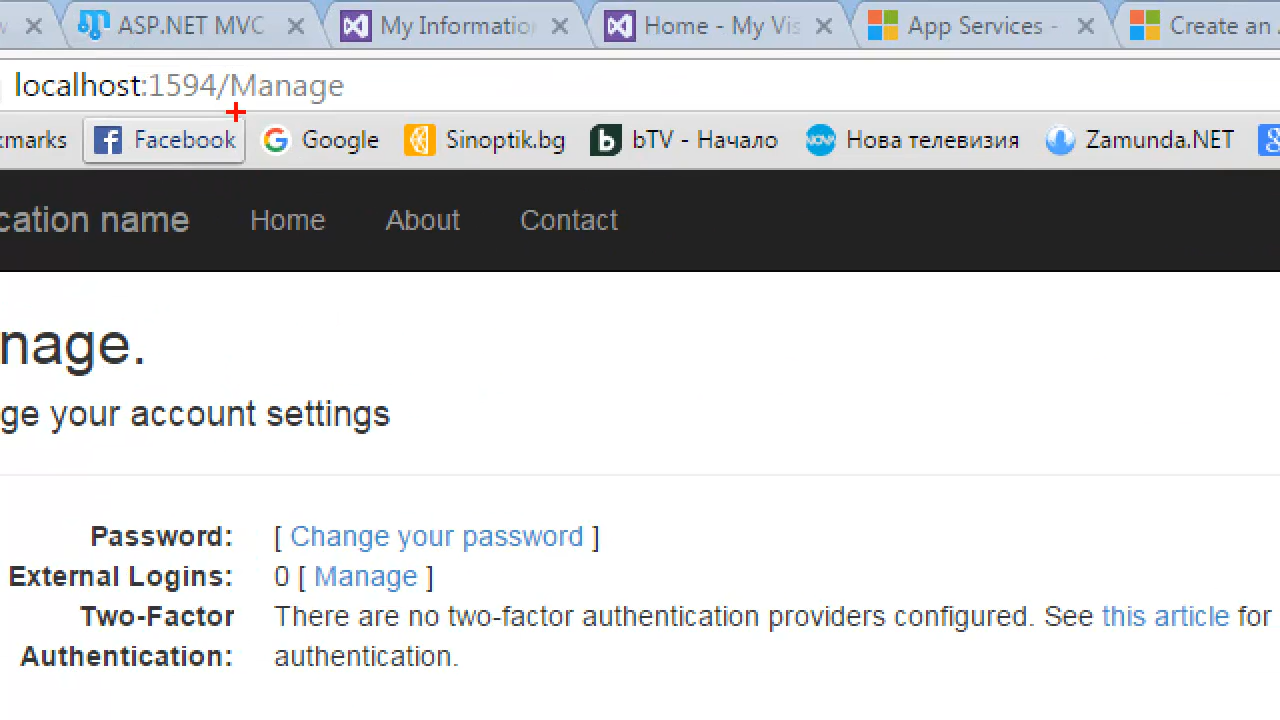 ASP.NET MVC My Informatio Home - My Vis App Services - Create an
localhost:1594/Manage
kmarks Facebook Google Sinoptik.bg bTV - Начало Нова телевизия Zamunda.NET
cation name Home About Contact
nage.
ge your account settings
Password: [ Change your password ]
External Logins: 0 [ Manage ]
Two-Factor There are no two-factor authentication providers configured. See this article for
Authentication: authentication.